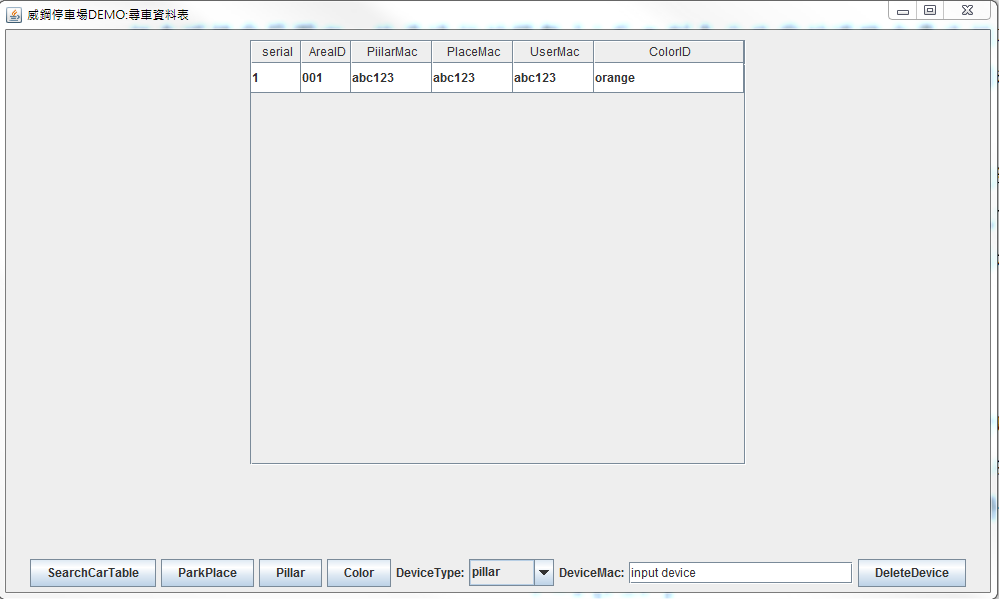 威鋼停車場DEMO:尋車資料表
serial AreaID PiilarMac PlaceMac UserMac ColorID
1 001 abc123 abc123 abc123 orange
SearchCarTable ParkPlace Pillar Color DeviceType: pillar DeviceMac: input device DeleteDevice